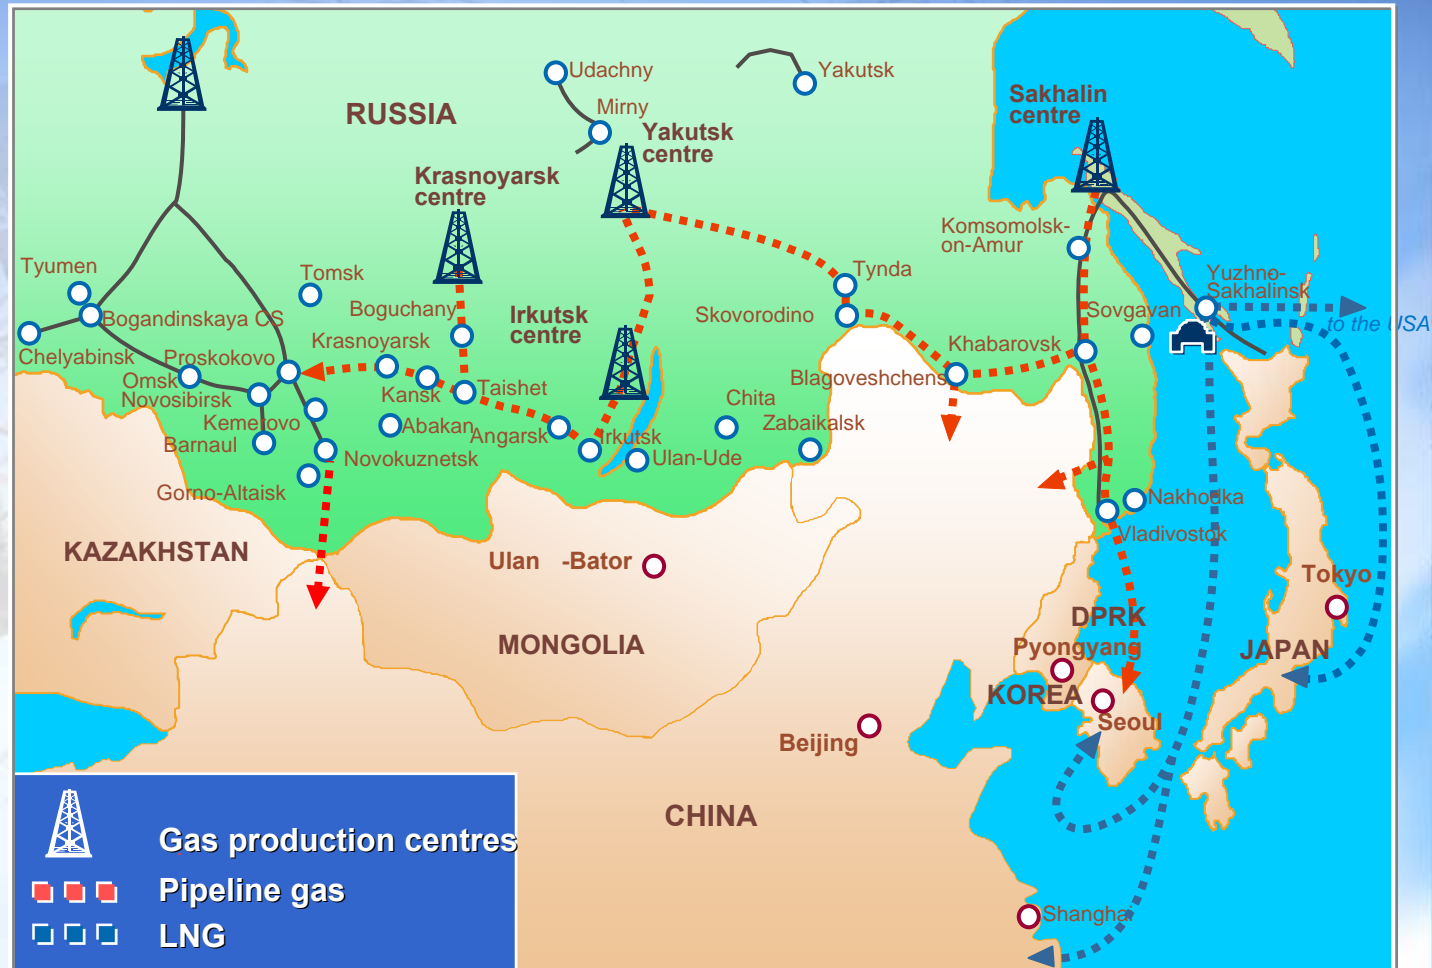 RUSSIA
Udachny
Mirny
Yakutsk
Yakutsk
centre
Sakhalin
centre
Krasnoyarsk
centre
Komsomolsk-
on-Amur
Tyumen
Tomsk
Tynda
Yuzhno-
Sakhalinsk
Bogandinskaya CS
Boguchany
Irkutsk
centre
Skovorodino
Sovgavan
to the USA
Chelyabinsk
Proskokovo
Krasnoyarsk
Khabarovsk
Omsk
Novosibirsk
Kansk
Taishet
Blagoveshchens
Kemerovo
Abakan
Angarsk
Irkutsk
Chita
Zabaikalsk
Barnaul
Novokuznetsk
Ulan-Ude
Gorno-Altaisk
Nakhodka
Vladivostok
KAZAKHSTAN
Ulan -Bator
Tokyo
MONGOLIA
DPRK
Pyongyang
JAPAN
KOREA
Seoul
Beijing
CHINA
Shanghai
Gas production centres
Pipeline gas
LNG